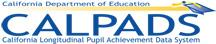 California Department of Education
CALPADS
California Longitudinal Pupil Achievement Data System